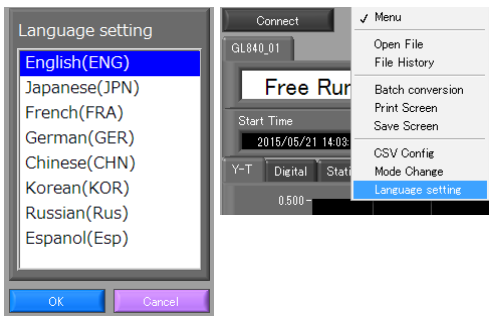 Language setting
English(ENG)
Japanese(JPN)
French(FRA)
German(GER)
Chinese(CHN)
Korean(KOR)
Russian(Rus)
Espanol(Esp)
OK
Cancel
Connect
GL840_01
Free Run
Start Time
2015/05/21 14:03:
Y-T
Digital
Stati
0.500
✓ Menu
Open File
File History
Batch conversion
Print Screen
Save Screen
CSV Config
Mode Change
Language setting